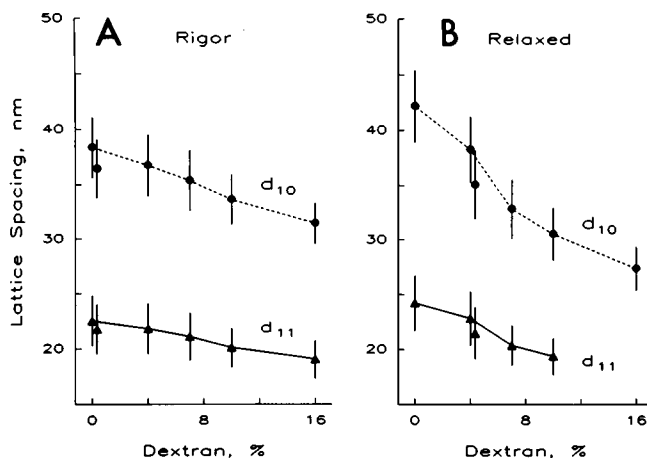 50
A
Rigor
40
d10
30
d11
20
Lattice Spacing, nm
0
8
16
Dextran, %
50
B
Relaxed
40
d10
30
d11
20
0
8
16
Dextran, %